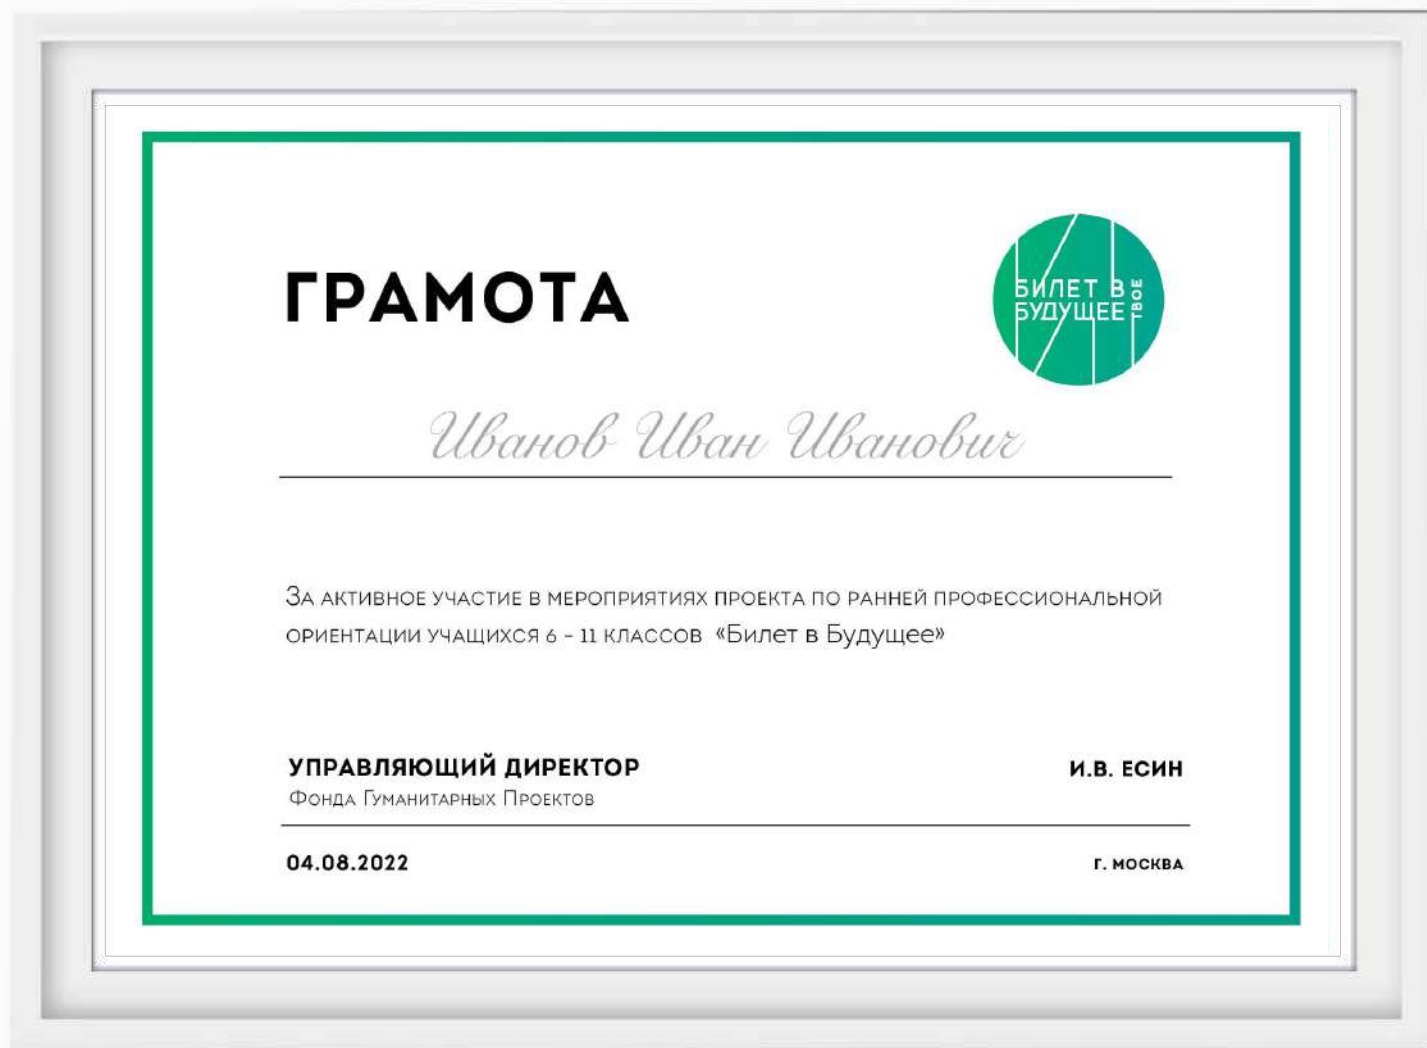 ГРАМОТА
БИЛЕТ В
БУДУЩЕЕ
ТВОЕ
Иванов Иван Иванович
За активное участие в мероприятиях проекта по ранней профессиональной
ориентации учащихся 6 - 11 классов «Билет в Будущее»
УПРАВЛЯЮЩИЙ ДИРЕКТОР
И.В. ЕСИН
Фонда Гуманитарных Проектов
04.08.2022
Г. МОСКВА